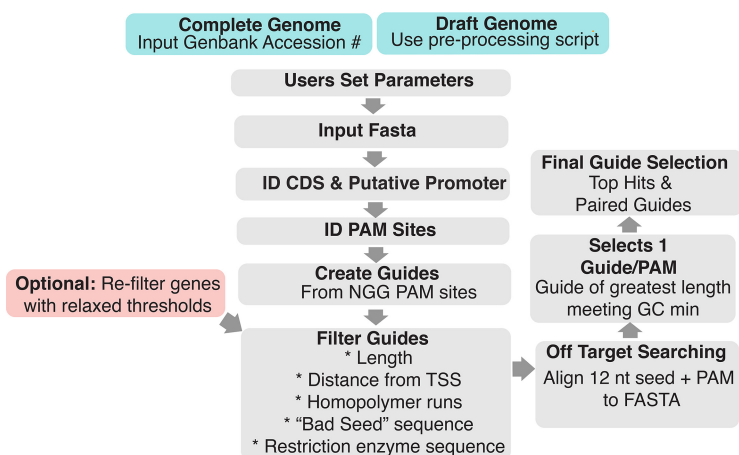 Complete Genome
Input Genbank Accession #
Draft Genome
Use pre-processing script
Users Set Parameters
Input Fasta
ID CDS & Putative Promoter
ID PAM Sites
Create Guides
From NGG PAM sites
Optional: Re-filter genes
with relaxed thresholds
Filter Guides
* Length
* Distance from TSS
* Homopolymer runs
* “Bad Seed” sequence
* Restriction enzyme sequence
Off Target Searching
Align 12 nt seed + PAM
to FASTA
Selects 1
Guide/PAM
Guide of greatest length
meeting GC min
Final Guide Selection
Top Hits &
Paired Guides